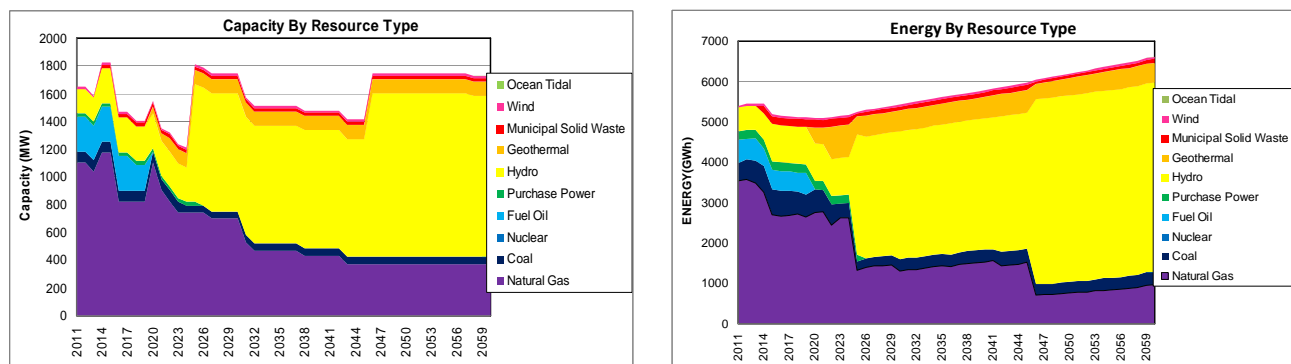 Capacity By Resource Type
Capacity (MW)
2000
1800
1600
1400
1200
1000
800
600
400
200
0
2011
2014
2017
2020
2023
2026
2029
2032
2035
2038
2041
2044
2047
2050
2053
2056
2059
Ocean Tidal
Wind
Municipal Solid Waste
Geothermal
Hydro
Purchase Power
Fuel Oil
Nuclear
Coal
Natural Gas
Energy By Resource Type
ENERGY(GWh)
7000
6000
5000
4000
3000
2000
1000
0
2011
2014
2017
2020
2023
2026
2029
2032
2035
2038
2041
2044
2047
2050
2053
2056
2059
Ocean Tidal
Wind
Municipal Solid Waste
Geothermal
Hydro
Purchase Power
Fuel Oil
Nuclear
Coal
Natural Gas